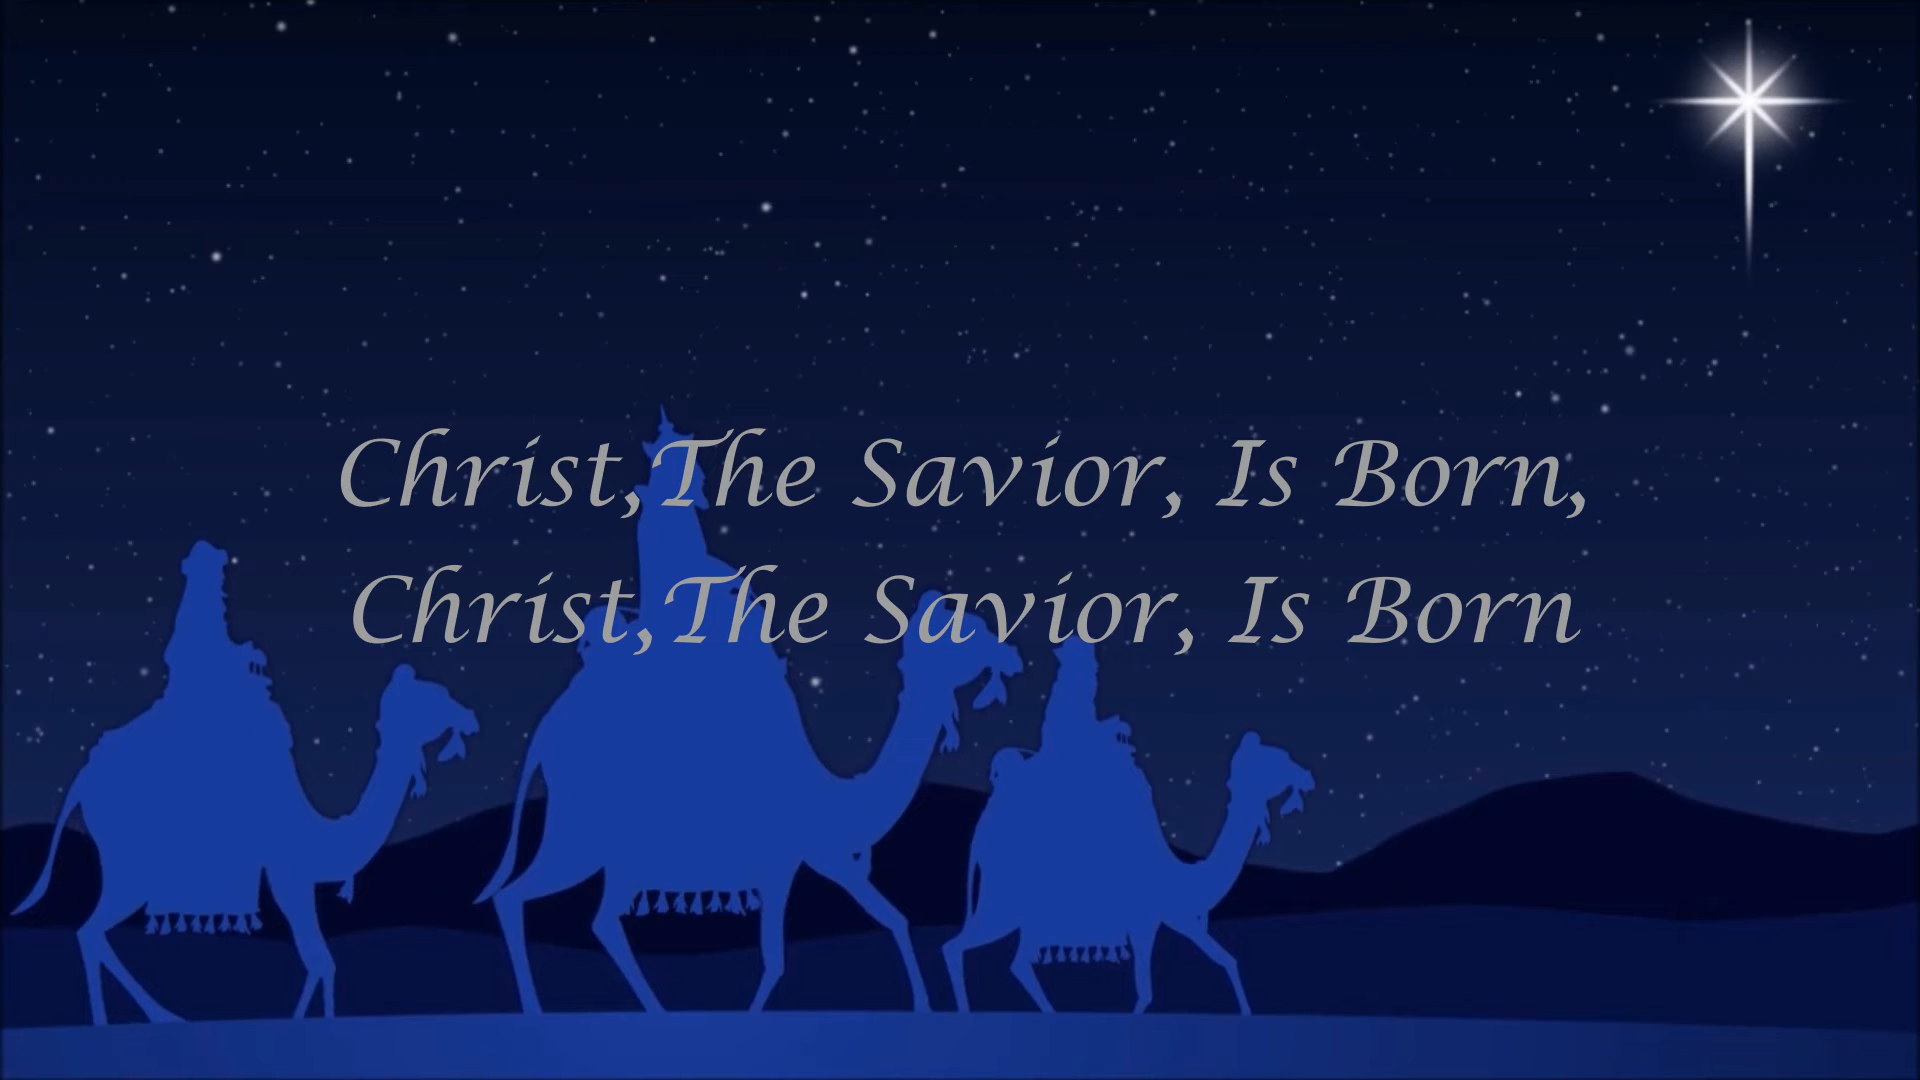 Christ,The Savior, Is Born,
Christ,The Savior, Is Born